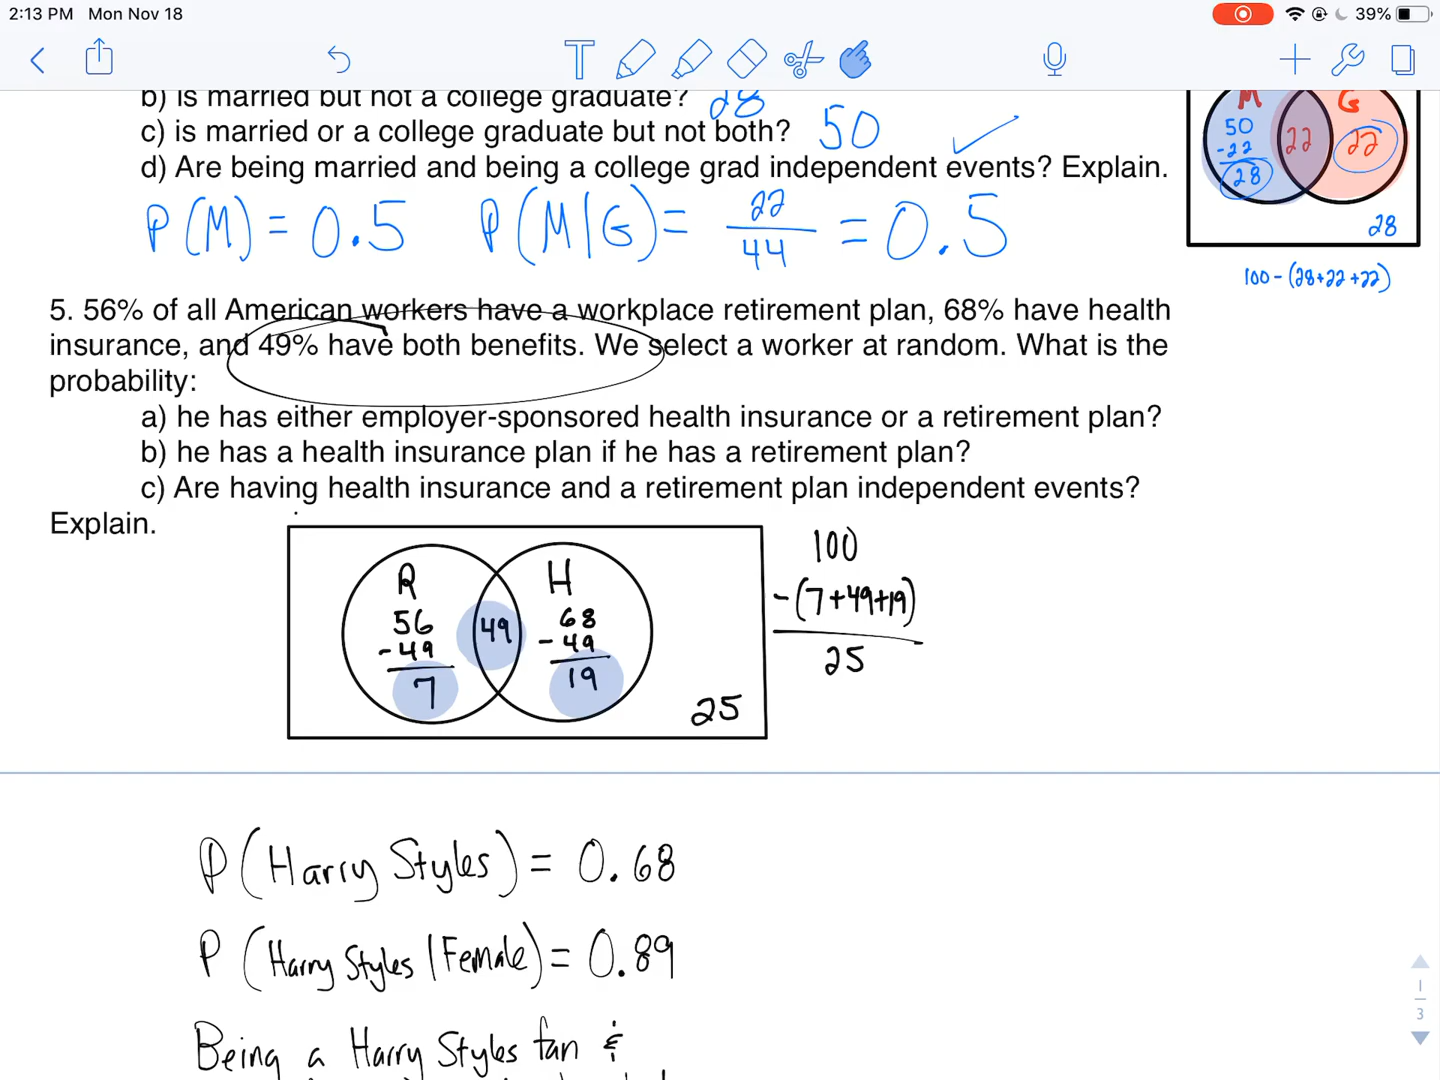 2:13 PM Mon Nov 18
39%
T
b) is married but not a college graduate? 28
c) is married or a college graduate but not both? 50
d) Are being married and being a college grad independent events? Explain.
P(M) = 0.5 P(M|G) = 22/44 = 0.5
M G
50
-22
28
22
22
28
100-(28+22+22)
5. 56% of all American workers have a workplace retirement plan, 68% have health
insurance, and 49% have both benefits. We select a worker at random. What is the
probability:
a) he has either employer-sponsored health insurance or a retirement plan?
b) he has a health insurance plan if he has a retirement plan?
c) Are having health insurance and a retirement plan independent events?
Explain.
R H
56
-49
7
49
68
-49
19
25
100
-(7+49+19)
25
P(Harry Styles) = 0.68
P(Harry Styles|Female) = 0.89
Being a Harry Styles fan &
1
3